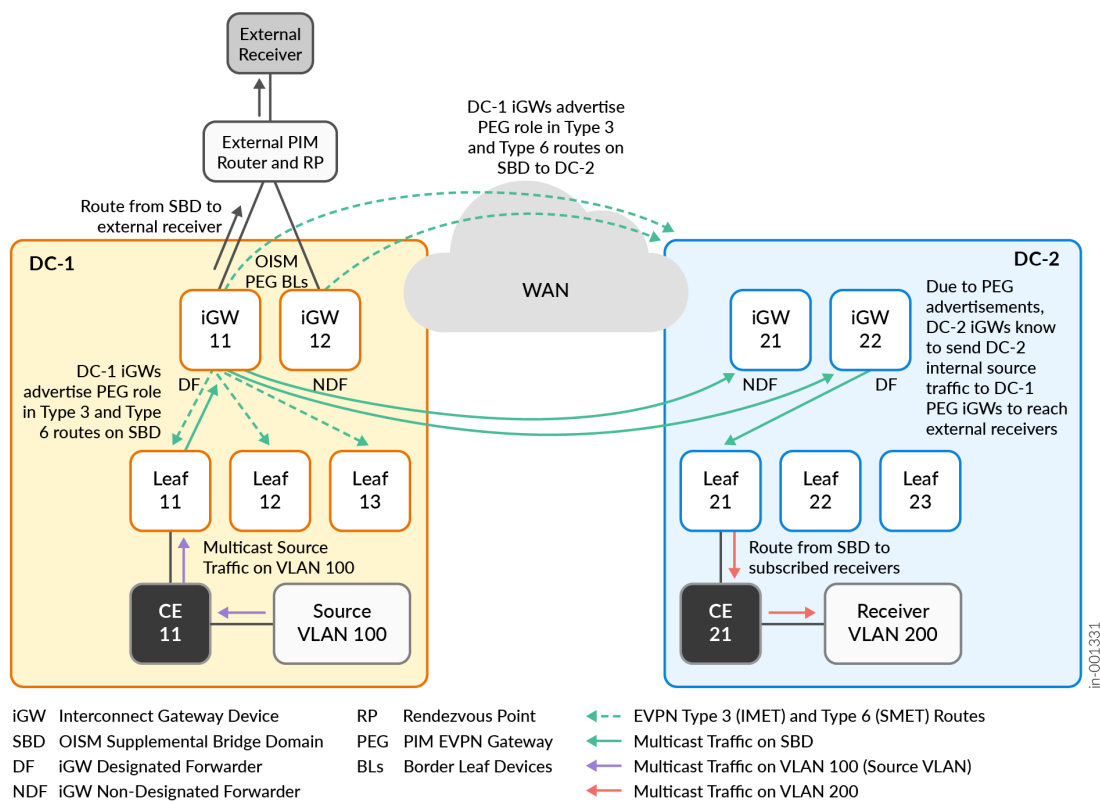 External
Receiver
External PIM
Router and RP
DC-1 iGWs advertise
PEG role in Type 3
and Type 6 routes on
SBD to DC-2
Route from SBD to
external receiver
DC-1
OISM
PEG BLs
WAN
DC-2
iGW
11
iGW
12
DF
NDF
DC-1 iGWs
advertise PEG role
in Type 3 and Type
6 routes on SBD
iGW
21
iGW
22
NDF
DF
Due to PEG
advertisements,
DC-2 iGWs know
to send DC-2
internal source
traffic to DC-1
PEG iGWs to reach
external receivers
Leaf
11
Leaf
12
Leaf
13
Leaf
21
Leaf
22
Leaf
23
Multicast Source
Traffic on VLAN 100
Route from SBD to
subscribed receivers
CE
11
Source
VLAN 100
CE
21
Receiver
VLAN 200
in-001331
iGW Interconnect Gateway Device
SBD OISM Supplemental Bridge Domain
DF iGW Designated Forwarder
NDF iGW Non-Designated Forwarder
RP Rendezvous Point
PEG PIM EVPN Gateway
BLs Border Leaf Devices
EVPN Type 3 (IMET) and Type 6 (SMET) Routes
Multicast Traffic on SBD
Multicast Traffic on VLAN 100 (Source VLAN)
Multicast Traffic on VLAN 200